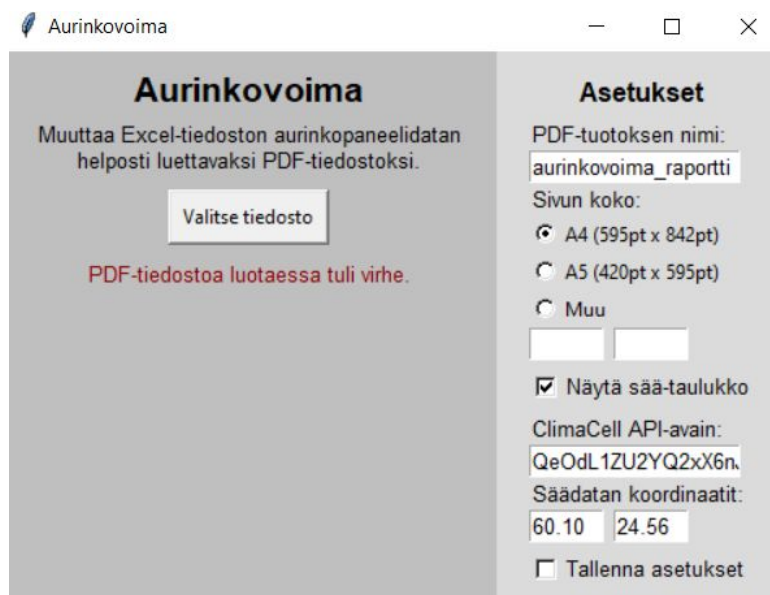 Aurinkovoima
Aurinkovoima
Muuttaa Excel-tiedoston aurinkopaneelidatan
helposti luettavaksi PDF-tiedostoksi.
Valitse tiedosto
PDF-tiedostoa luotaessa tuli virhe.
Asetukset
PDF-tuotoksen nimi:
aurinkovoima_raportti
Sivun koko:
A4 (595pt x 842pt)
A5 (420pt x 595pt)
Muu
Näytä sää-taulukko
ClimaCell API-avain:
QeOdL1ZU2YQ2xX6n
Säädatan koordinaatit:
60.10 24.56
Tallenna asetukset